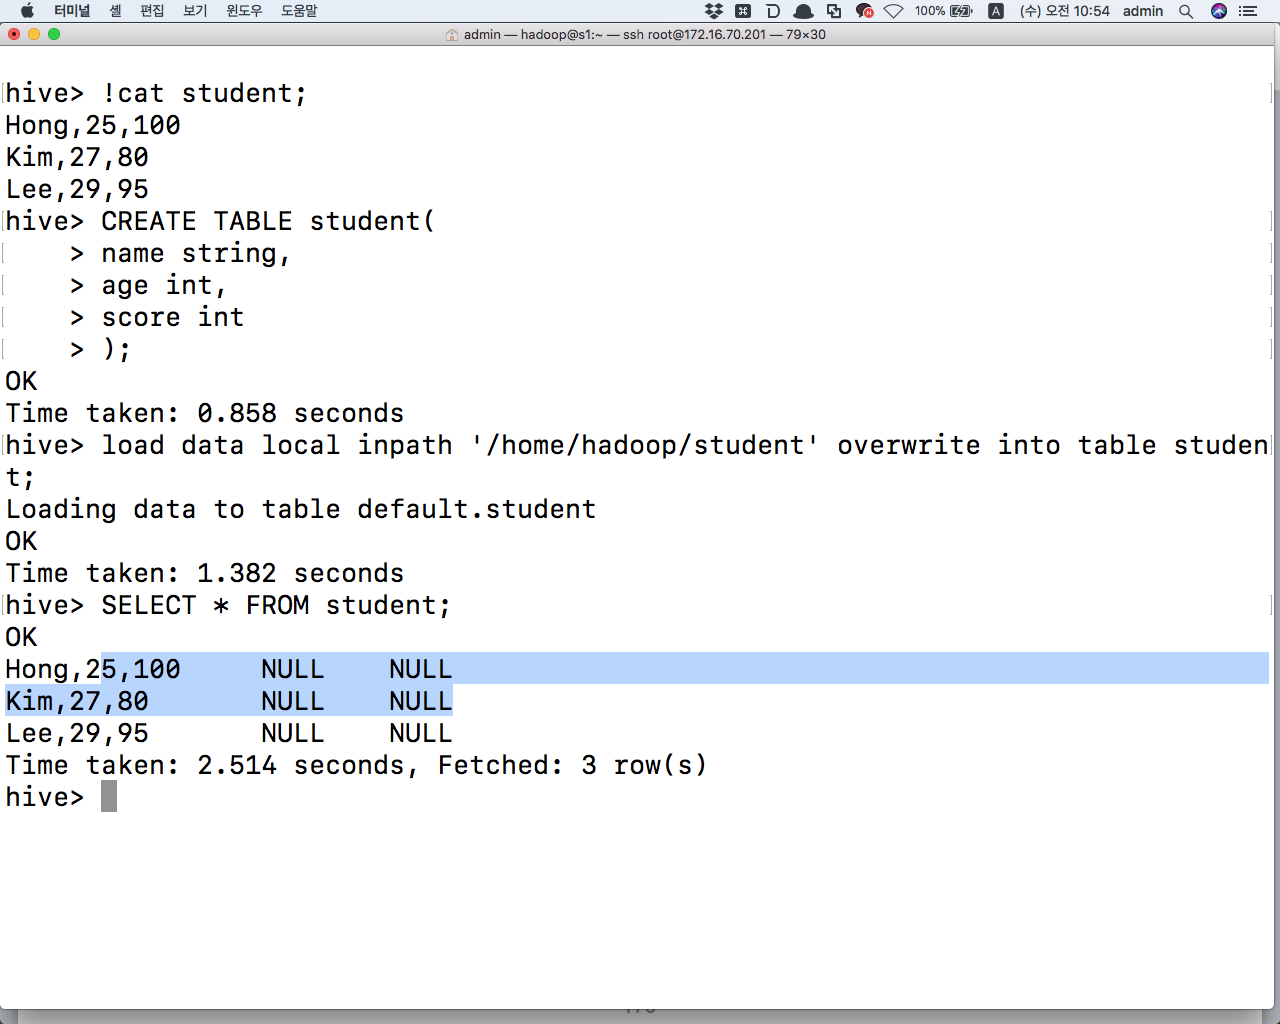 터미널 셸 편집 보기 윈도우 도움말 100% A (수) 오전 10:54 admin
admin — hadoop@s1:~ — ssh root@172.16.70.201 — 79×30
hive> !cat student;
Hong,25,100
Kim,27,80
Lee,29,95
hive> CREATE TABLE student(
> name string,
> age int,
> score int
> );
OK
Time taken: 0.858 seconds
hive> load data local inpath '/home/hadoop/student' overwrite into table studen
t;
Loading data to table default.student
OK
Time taken: 1.382 seconds
hive> SELECT * FROM student;
OK
Hong,25,100 NULL NULL
Kim,27,80 NULL NULL
Lee,29,95 NULL NULL
Time taken: 2.514 seconds, Fetched: 3 row(s)
hive>